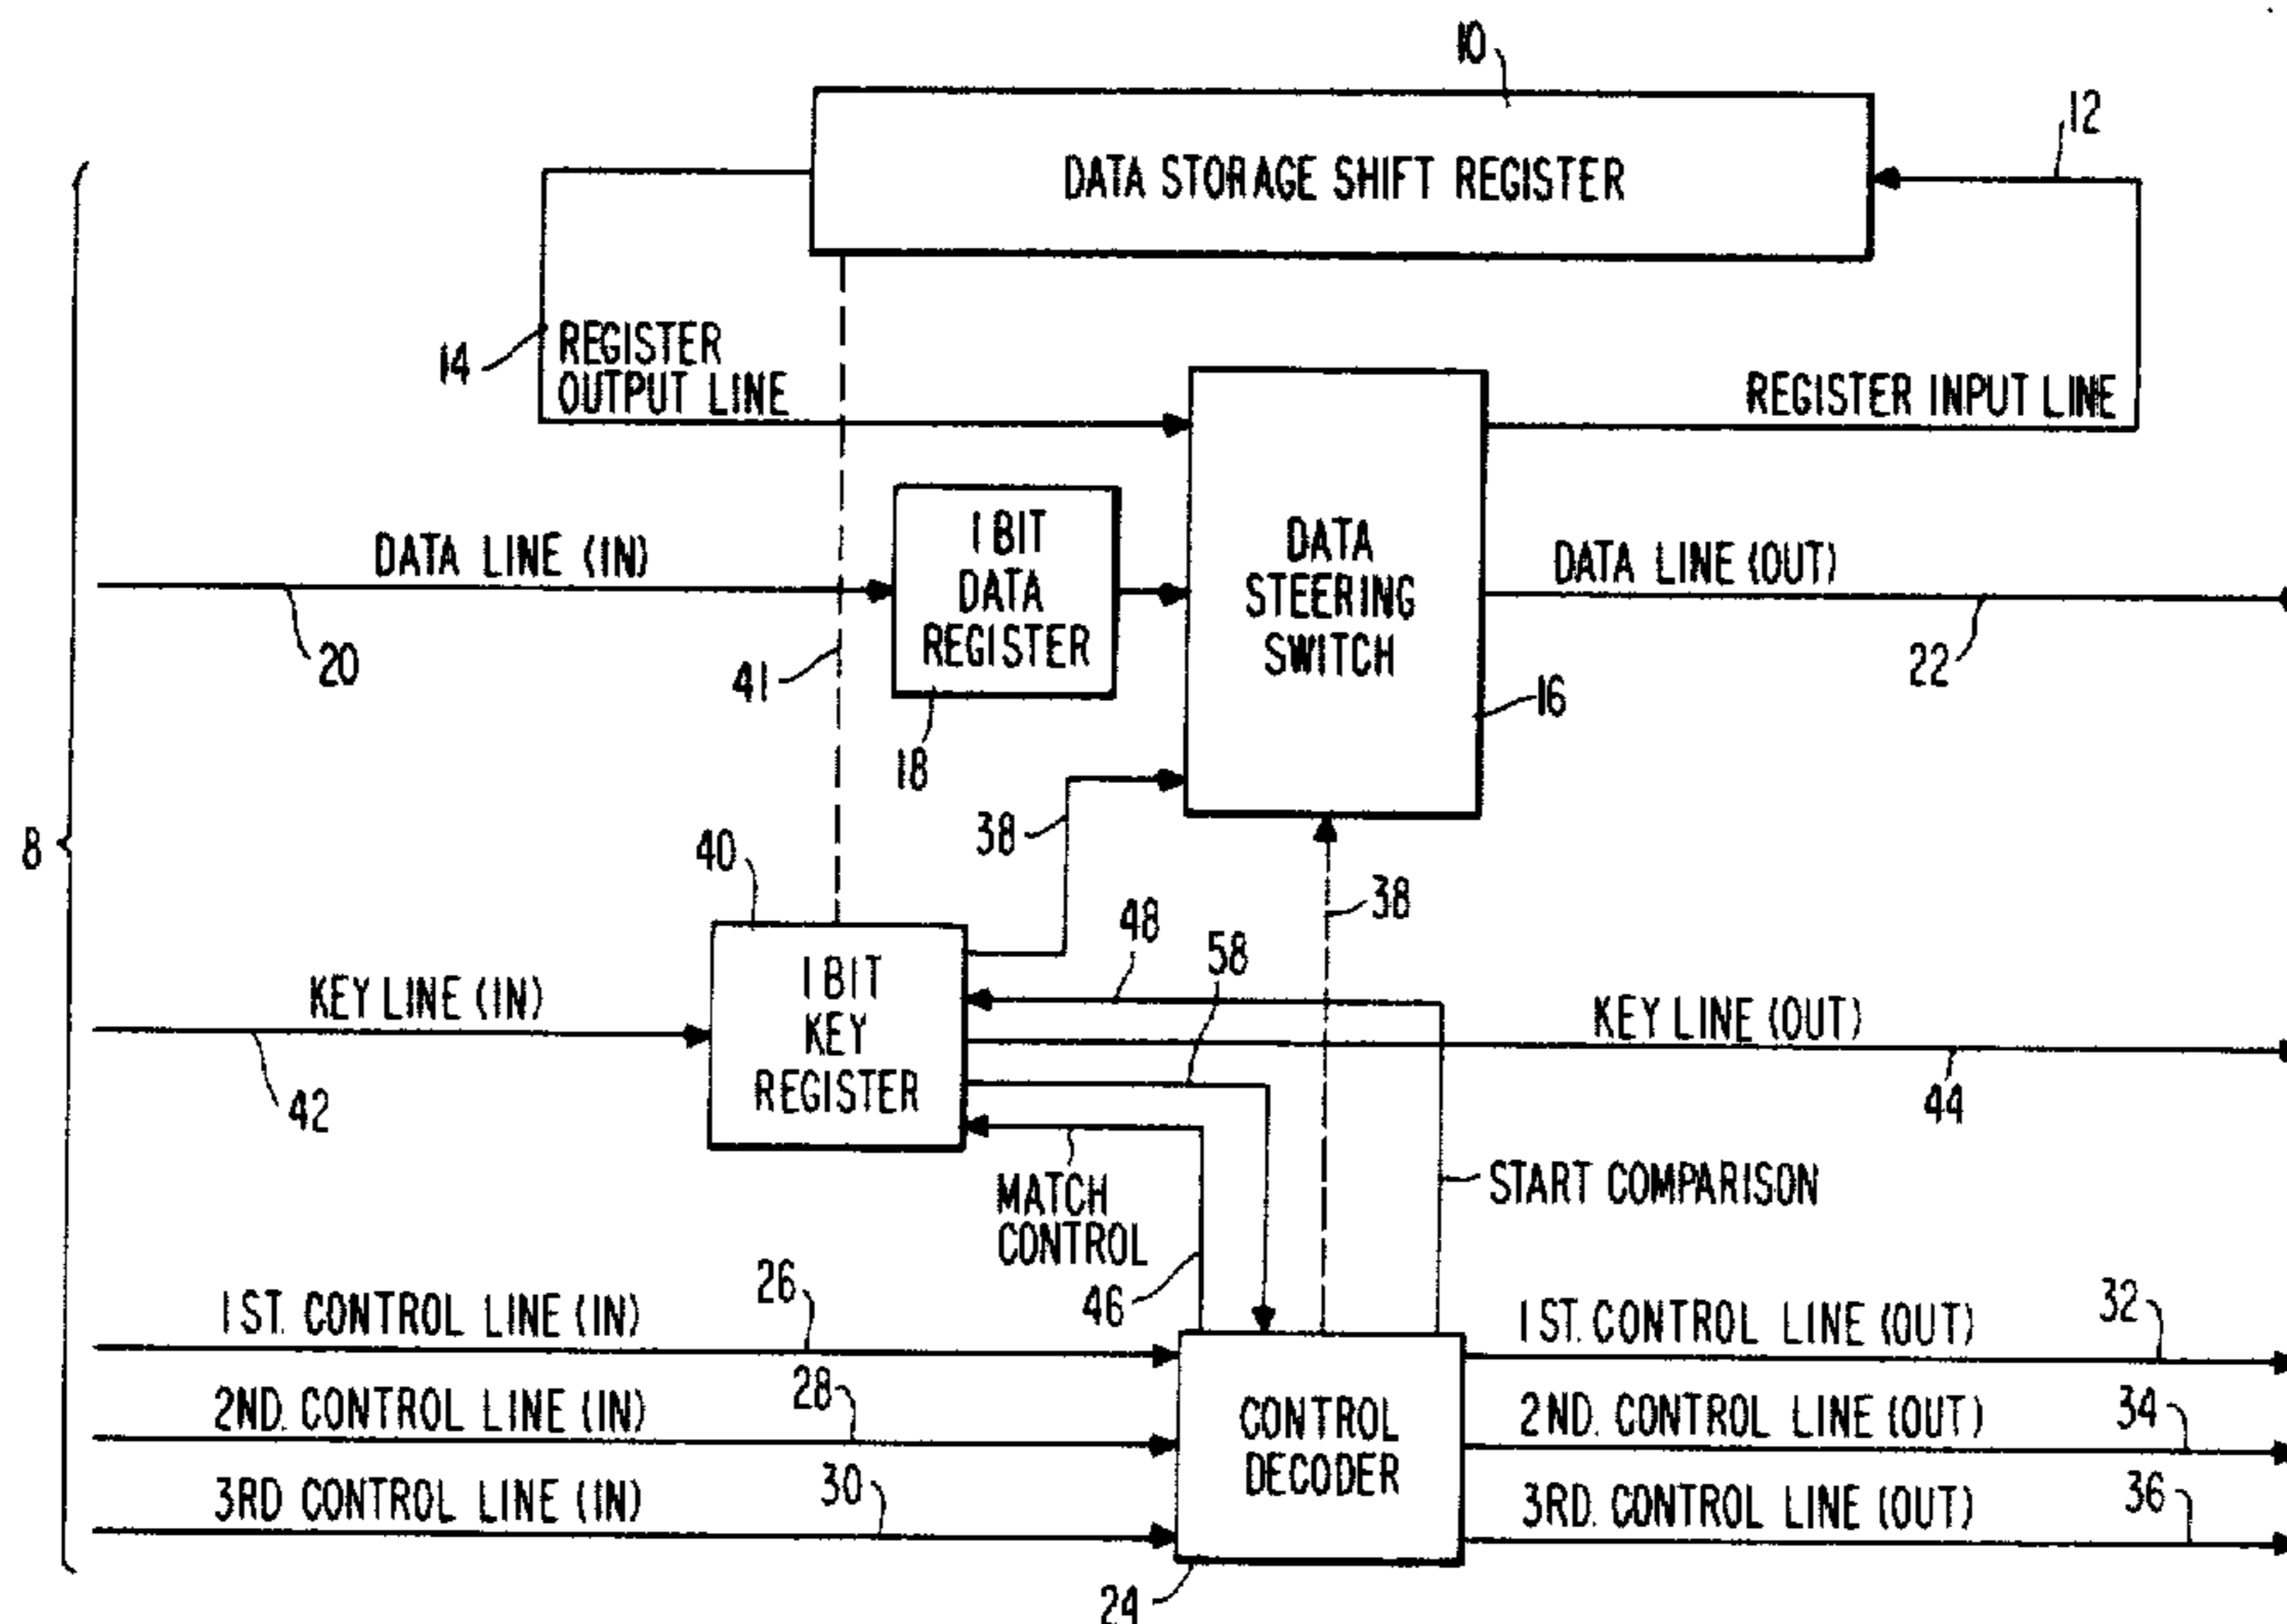 10
DATA STORAGE SHIFT REGISTER
12
14
REGISTER
OUTPUT LINE
REGISTER INPUT LINE
DATA LINE (IN)
20
41
1 BIT
DATA
REGISTER
18
DATA
STEERING
SWITCH
16
DATA LINE (OUT)
22
8
38
38
40
48
58
KEY LINE (IN)
42
1 BIT
KEY
REGISTER
KEY LINE (OUT)
44
MATCH
CONTROL
46
START COMPARISON
1ST. CONTROL LINE (IN)
26
2ND. CONTROL LINE (IN)
28
3RD CONTROL LINE (IN)
30
CONTROL
DECODER
24
1ST. CONTROL LINE (OUT)
32
2ND. CONTROL LINE (OUT)
34
3RD. CONTROL LINE (OUT)
36